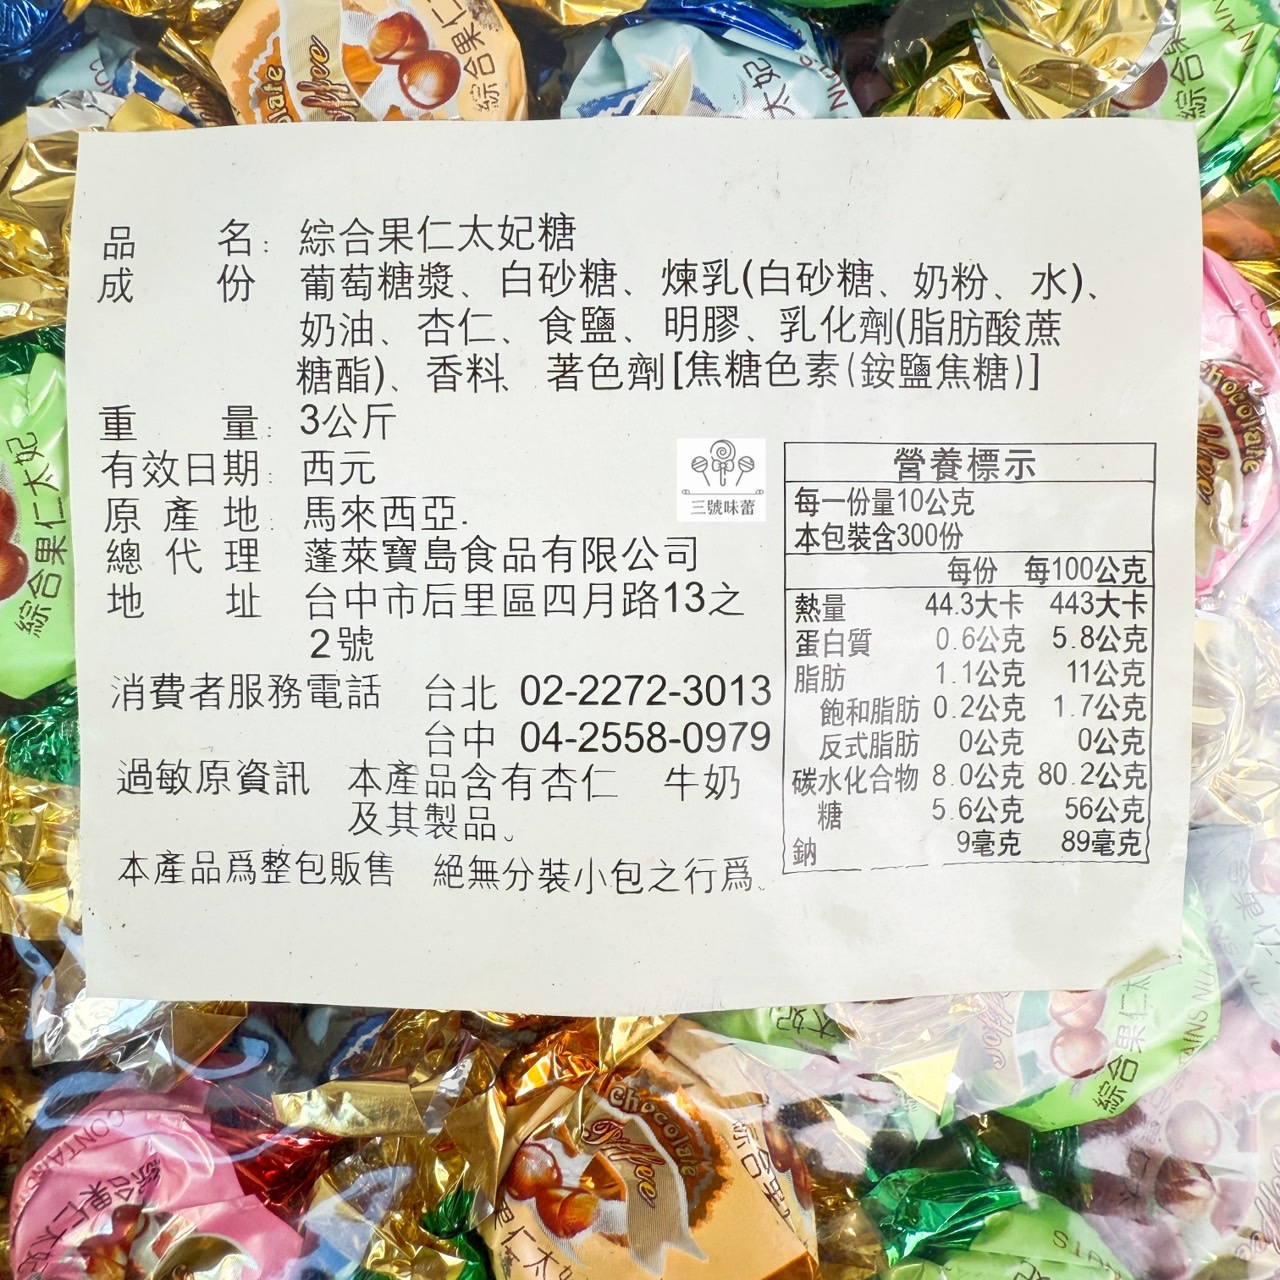 品名：綜合果仁太妃糖
成份 葡萄糖漿、白砂糖、煉乳(白砂糖、奶粉、水)、
奶油、杏仁、食鹽、明膠、乳化劑(脂肪酸蔗
糖酯)、香料、著色劑[焦糖色素(銨鹽焦糖)]
重量：3公斤
有效日期：西元
原產地：馬來西亞.
總代理 蓬萊寶島食品有限公司
地址 台中市后里區四月路13之
2號
消費者服務電話 台北 02-2272-3013
台中 04-2558-0979
過敏原資訊 本產品含有杏仁 牛奶
及其製品。
本產品爲整包販售 絕無分裝小包之行爲。
三號味蕾
營養標示
每一份量10公克
本包裝含300份
每份 每100公克
熱量 44.3大卡 443大卡
蛋白質 0.6公克 5.8公克
脂肪 1.1公克 11公克
飽和脂肪 0.2公克 1.7公克
反式脂肪 0公克 0公克
碳水化合物 8.0公克 80.2公克
糖 5.6公克 56公克
鈉 9毫克 89毫克
綜合果仁太妃
Chocolate
Toffee
綜合果仁太妃